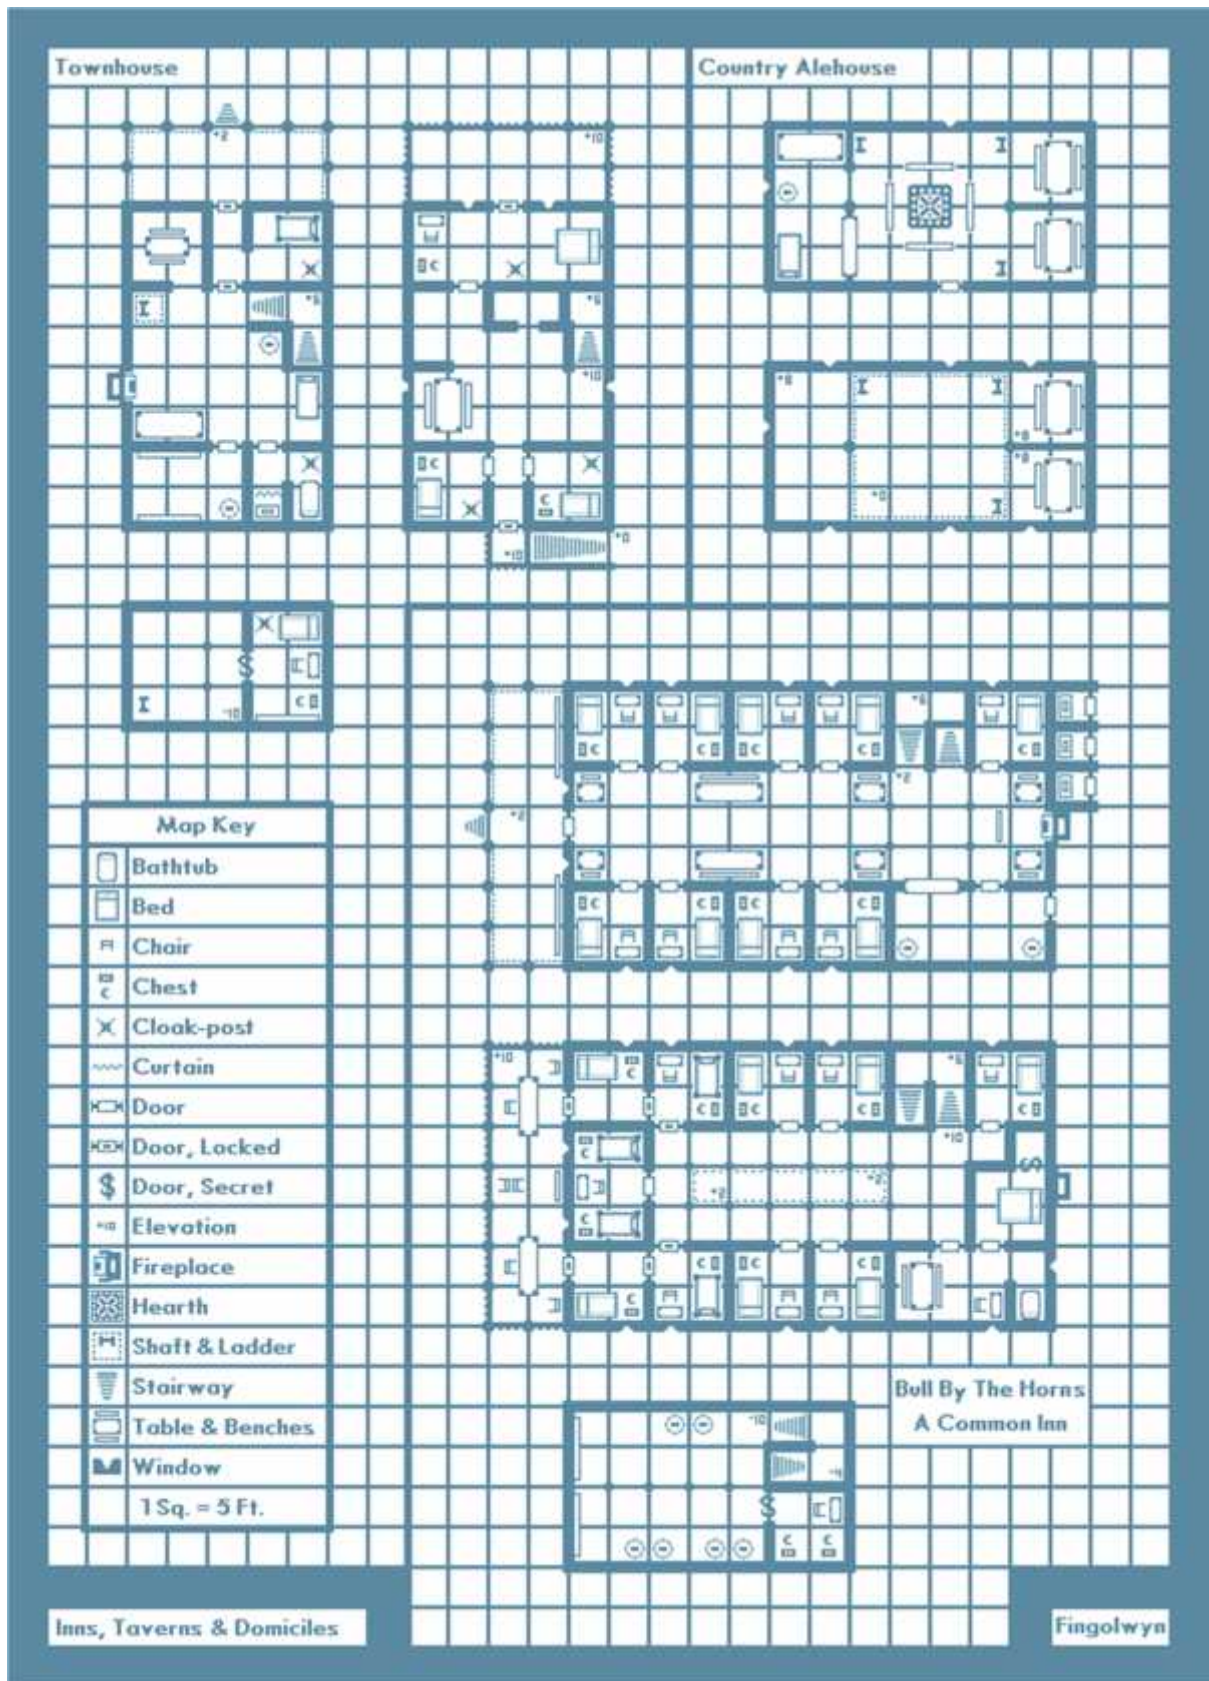 Townhouse
Country Alehouse
Map Key
Bathtub
Bed
Chair
Chest
Cloak-post
Curtain
Door
Door, Locked
Door, Secret
+10 Elevation
Fireplace
Hearth
Shaft & Ladder
Stairway
Table & Benches
Window
1 Sq. = 5 Ft.
Bull By The Horns
A Common Inn
Inns, Taverns & Domiciles
Fingolwyn